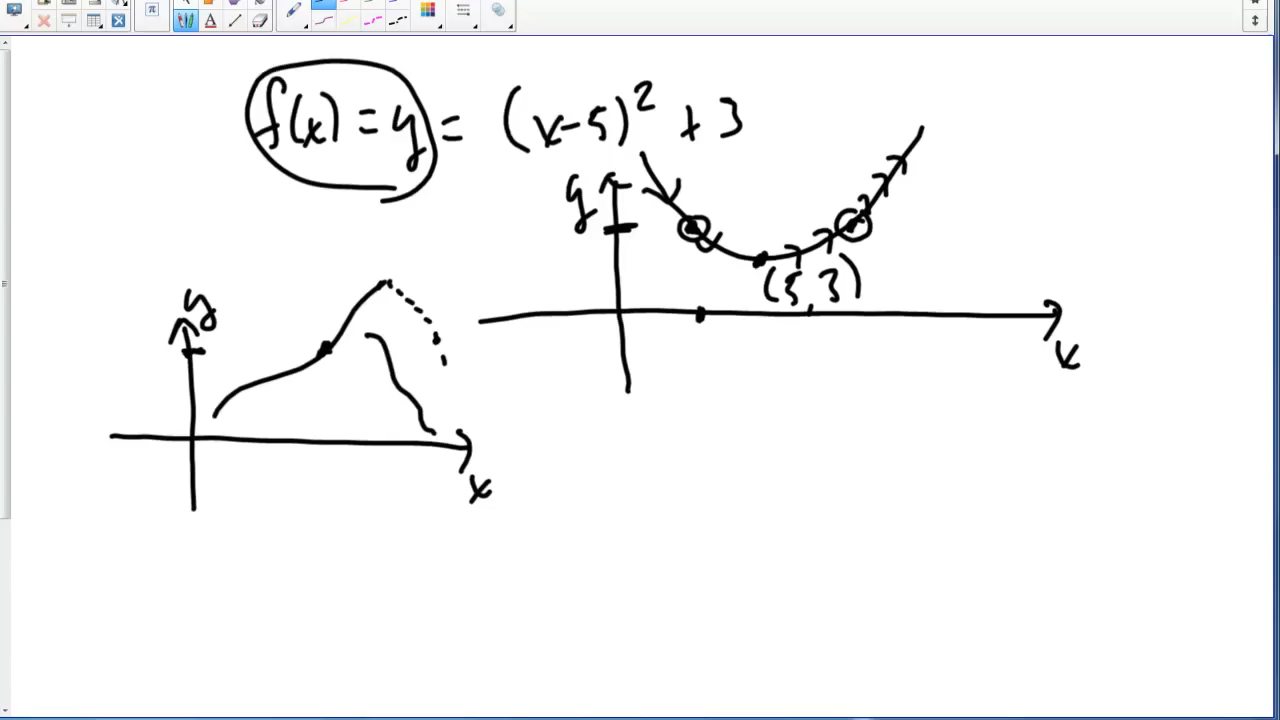 f(x) = y = (x-5)² + 3
y
(5, 3)
x
y
x